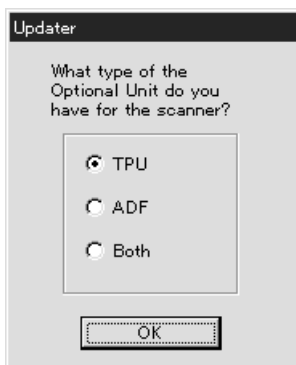 Updater
What type of the
Optional Unit do you
have for the scanner?
TPU
ADF
Both
OK